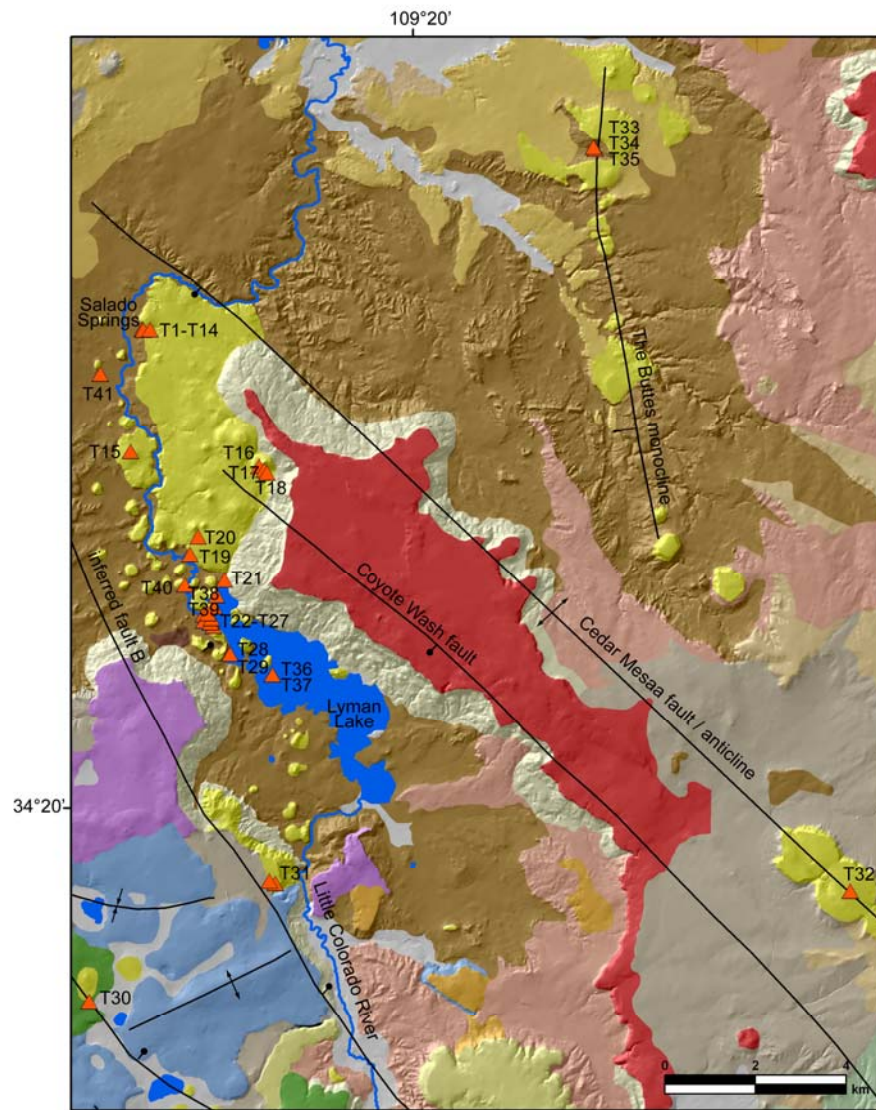 109°20'
T33
T34
T35
Salado
Springs
T1-T14
The Buttes monocline
T41
T15
T16
T17
T18
T20
T19
T21
T40
T38
T39
T22-T27
inferred fault B
Coyote Wash fault
T28
T29
T36
T37
Lyman
Lake
Cedar Mesaa fault / anticline
34°20'
T31
T32
Little Colorado River
T30
0
2
4
km